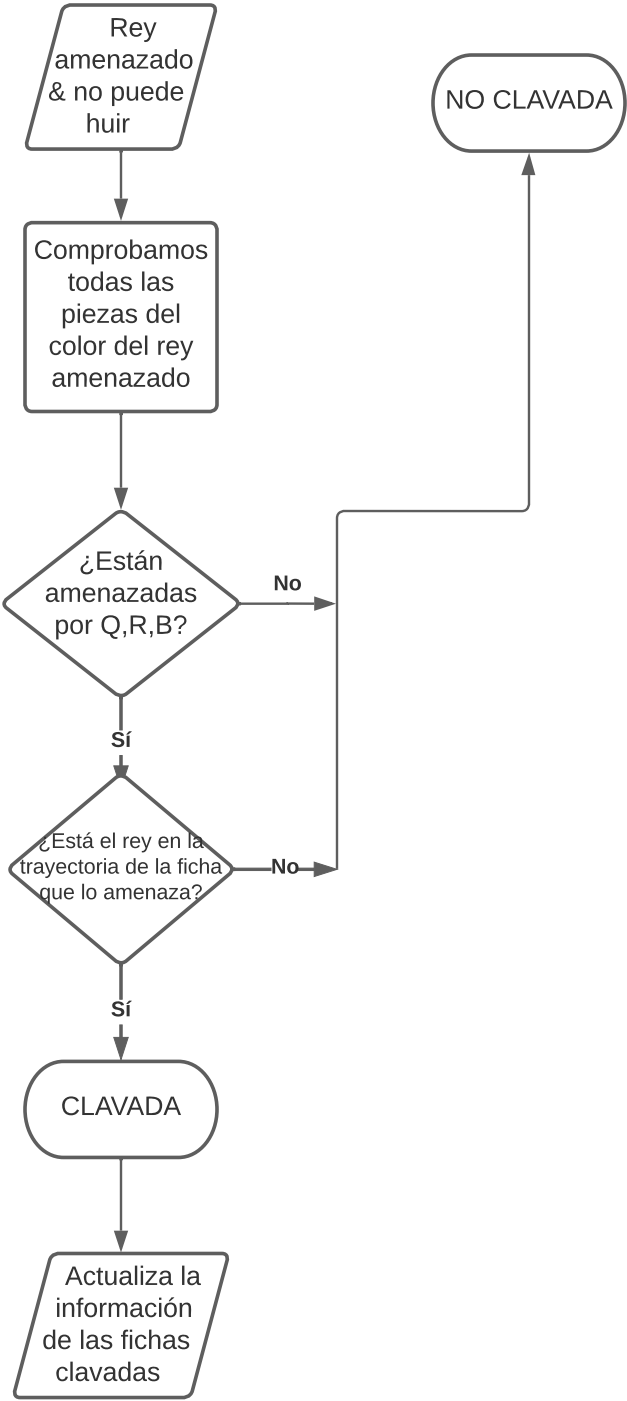 Rey
amenazado
& no puede
huir
NO CLAVADA
Comprobamos
todas las
piezas del
color del rey
amenazado
¿Están
amenazadas
por Q,R,B?
No
Sí
¿Está el rey en la
trayectoria de la ficha
que lo amenaza?
No
Sí
CLAVADA
Actualiza la
información
de las fichas
clavadas